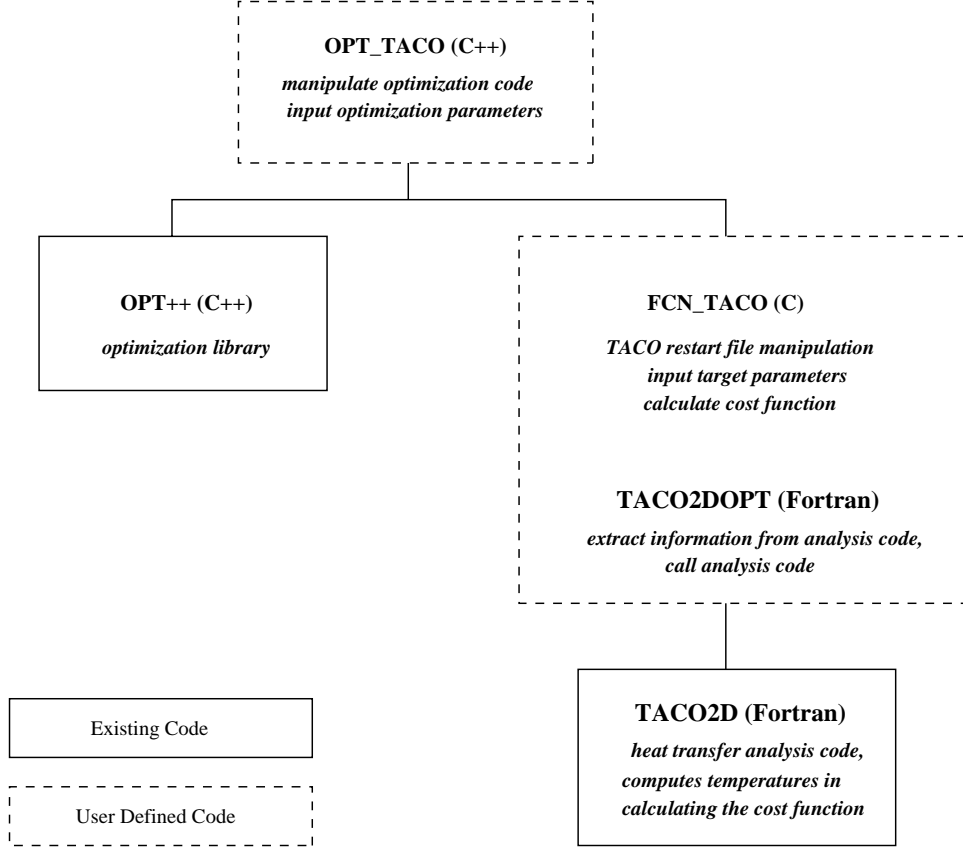 OPT_TACO (C++)
manipulate optimization code
input optimization parameters
OPT++ (C++)
optimization library
FCN_TACO (C)
TACO restart file manipulation
input target parameters
calculate cost function
TACO2DOPT (Fortran)
extract information from analysis code,
call analysis code
TACO2D (Fortran)
heat transfer analysis code,
computes temperatures in
calculating the cost function
Existing Code
User Defined Code